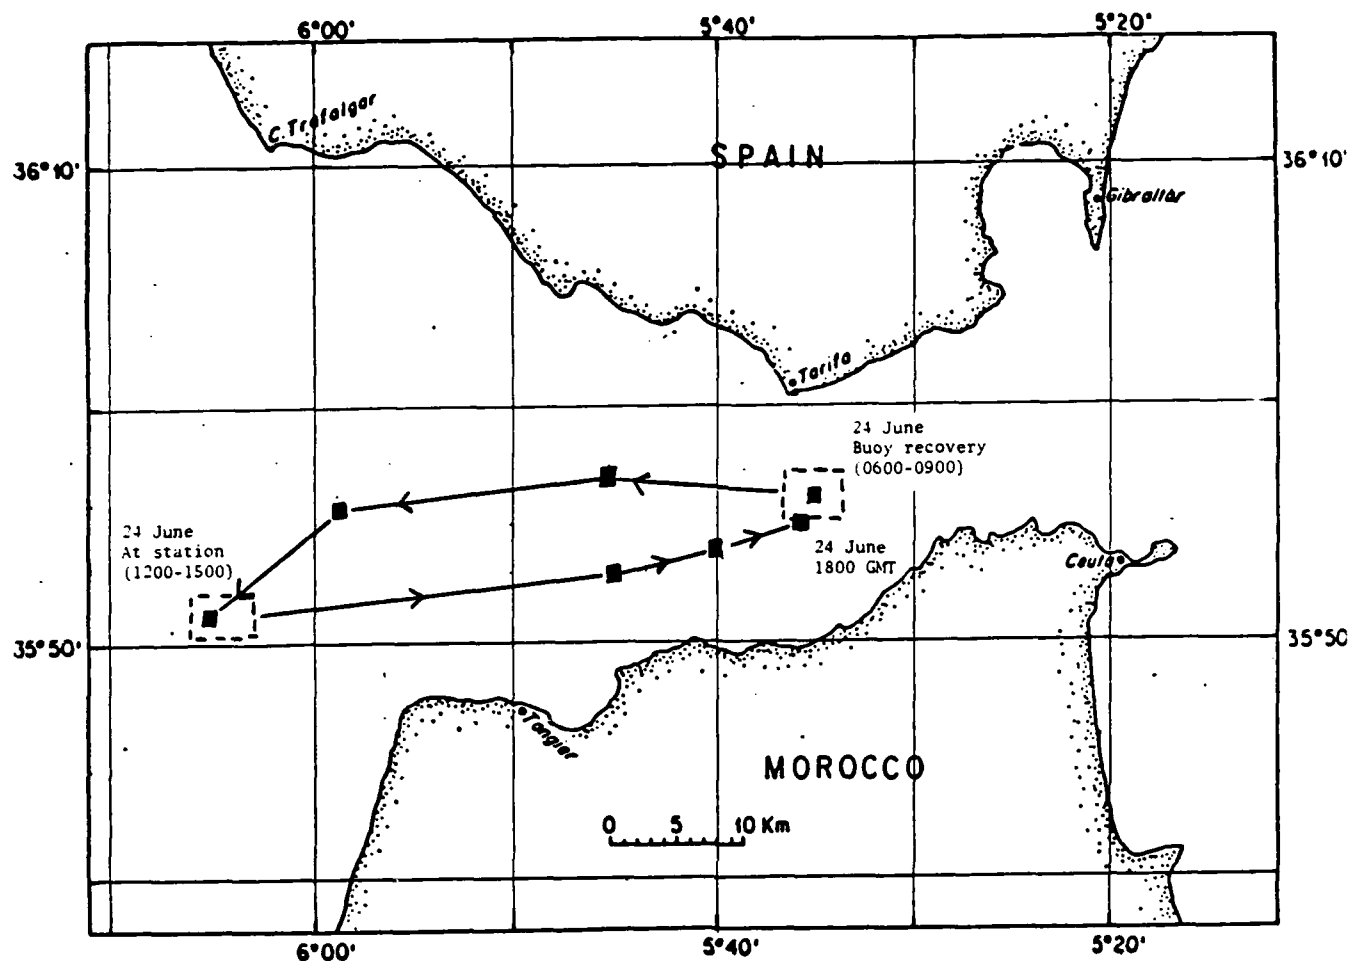 6°00'
5°40'
5°20'
C. Trafalgar
SPAIN
36°10'
36°10'
Gibraltar
Tarifa
24 June
Buoy recovery
(0600-0900)
24 June
At station
(1200-1500)
24 June
1800 GMT
Ceuta
35°50'
35°50
Tangier
MOROCCO
0 5 10 Km
6°00'
5°40'
5°20'